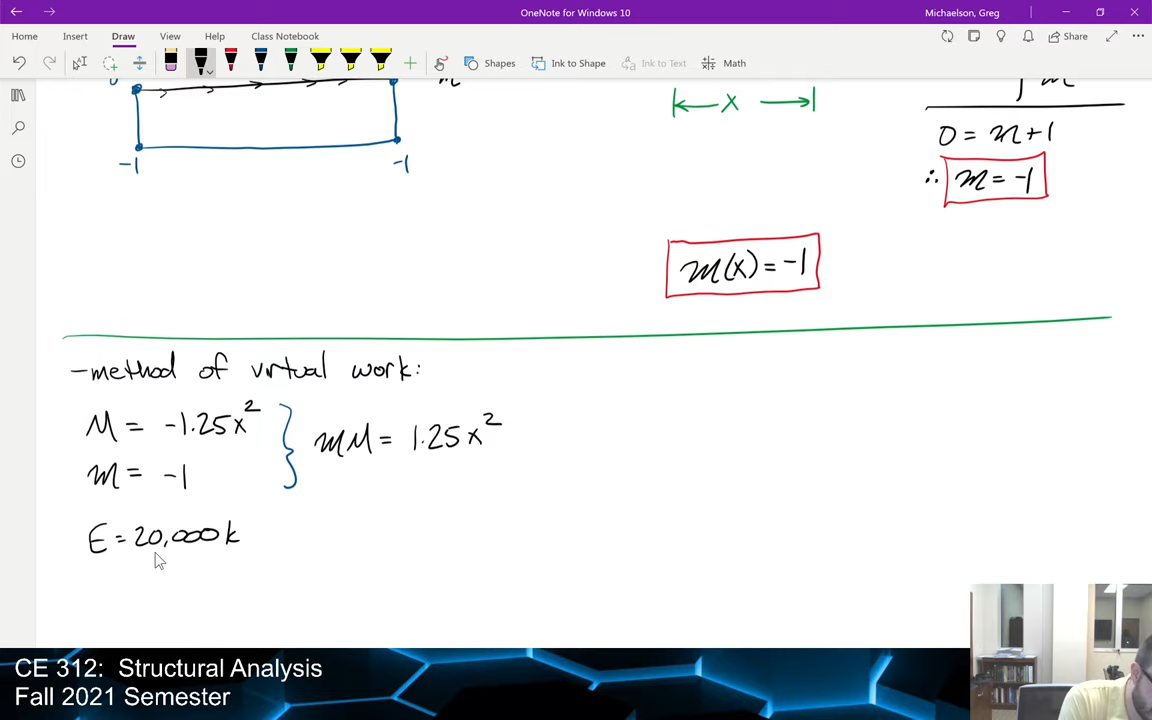 OneNote for Windows 10
Michaelson, Greg
Home Insert Draw View Help Class Notebook
Share
Shapes Ink to Shape Ink to Text Math
x
-1 -1
0 = m+1
∴ m = -1
m(x) = -1
-method of virtual work:
M = -1.25x²
m = -1
mM = 1.25x²
E = 20,000k
CE 312: Structural Analysis
Fall 2021 Semester